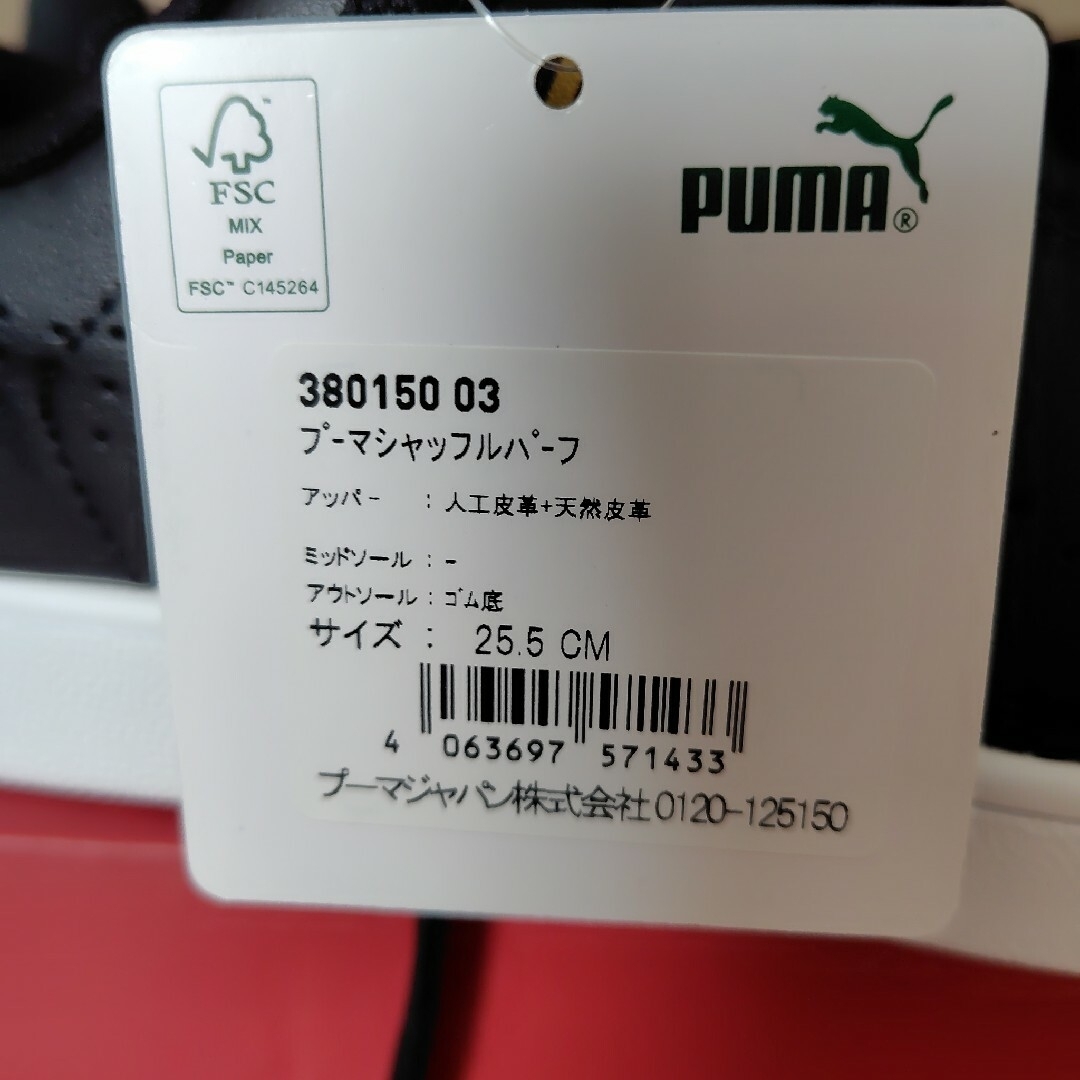 FSC™
MIX
Paper
FSC™ C145264
PUMA®
380150 03
プーマシャッフルパーフ
アッパー : 人工皮革+天然皮革
ミッドソール : -
アウトソール : ゴム底
サイズ : 25.5 CM
4 063697 571433
プーマジャパン株式会社0120-125150